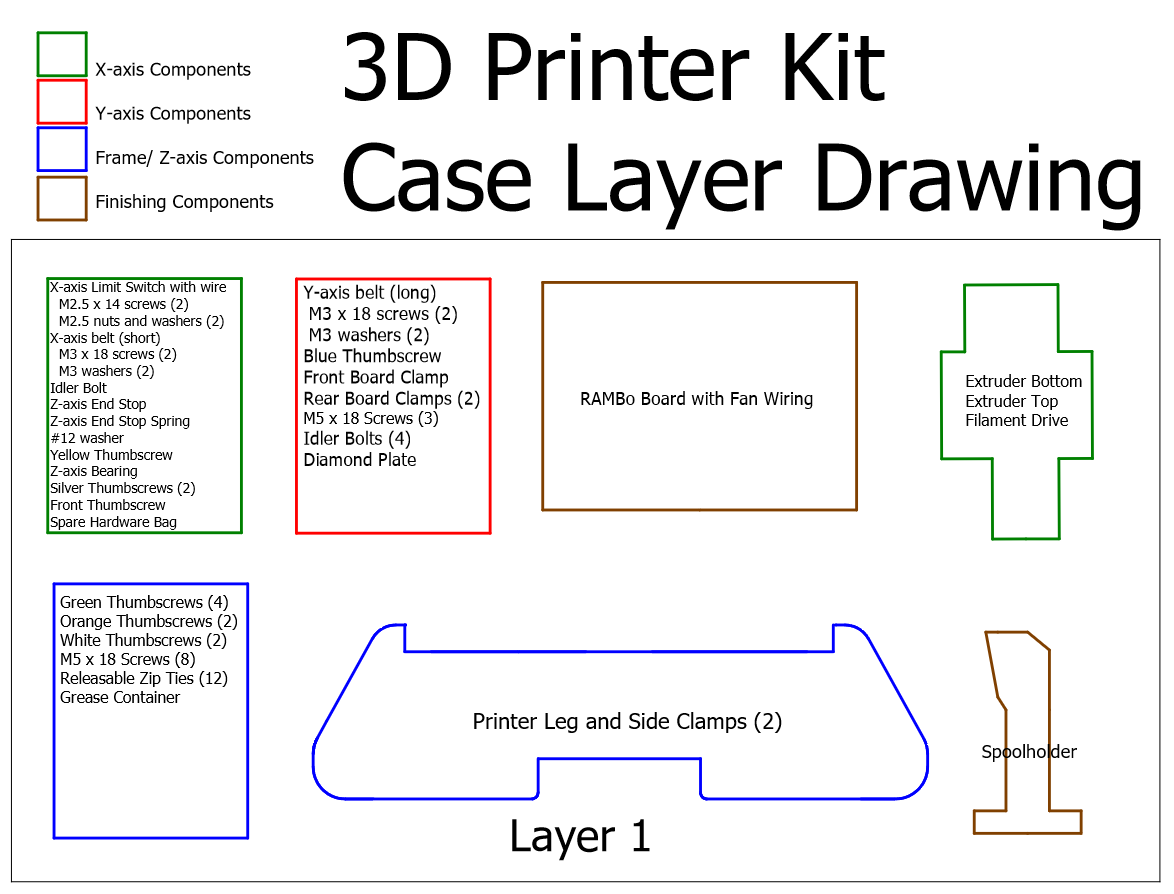 3D Printer Kit
Case Layer Drawing
X-axis Components
Y-axis Components
Frame/ Z-axis Components
Finishing Components
X-axis Limit Switch with wire
M2.5 x 14 screws (2)
M2.5 nuts and washers (2)
X-axis belt (short)
M3 x 18 screws (2)
M3 washers (2)
Idler Bolt
Z-axis End Stop
Z-axis End Stop Spring
#12 washer
Yellow Thumbscrew
Z-axis Bearing
Silver Thumbscrews (2)
Front Thumbscrew
Spare Hardware Bag
Y-axis belt (long)
M3 x 18 screws (2)
M3 washers (2)
Blue Thumbscrew
Front Board Clamp
Rear Board Clamps (2)
M5 x 18 Screws (3)
Idler Bolts (4)
Diamond Plate
RAMBo Board with Fan Wiring
Extruder Bottom
Extruder Top
Filament Drive
Green Thumbscrews (4)
Orange Thumbscrews (2)
White Thumbscrews (2)
M5 x 18 Screws (8)
Releasable Zip Ties (12)
Grease Container
Printer Leg and Side Clamps (2)
Spoolholder
Layer 1